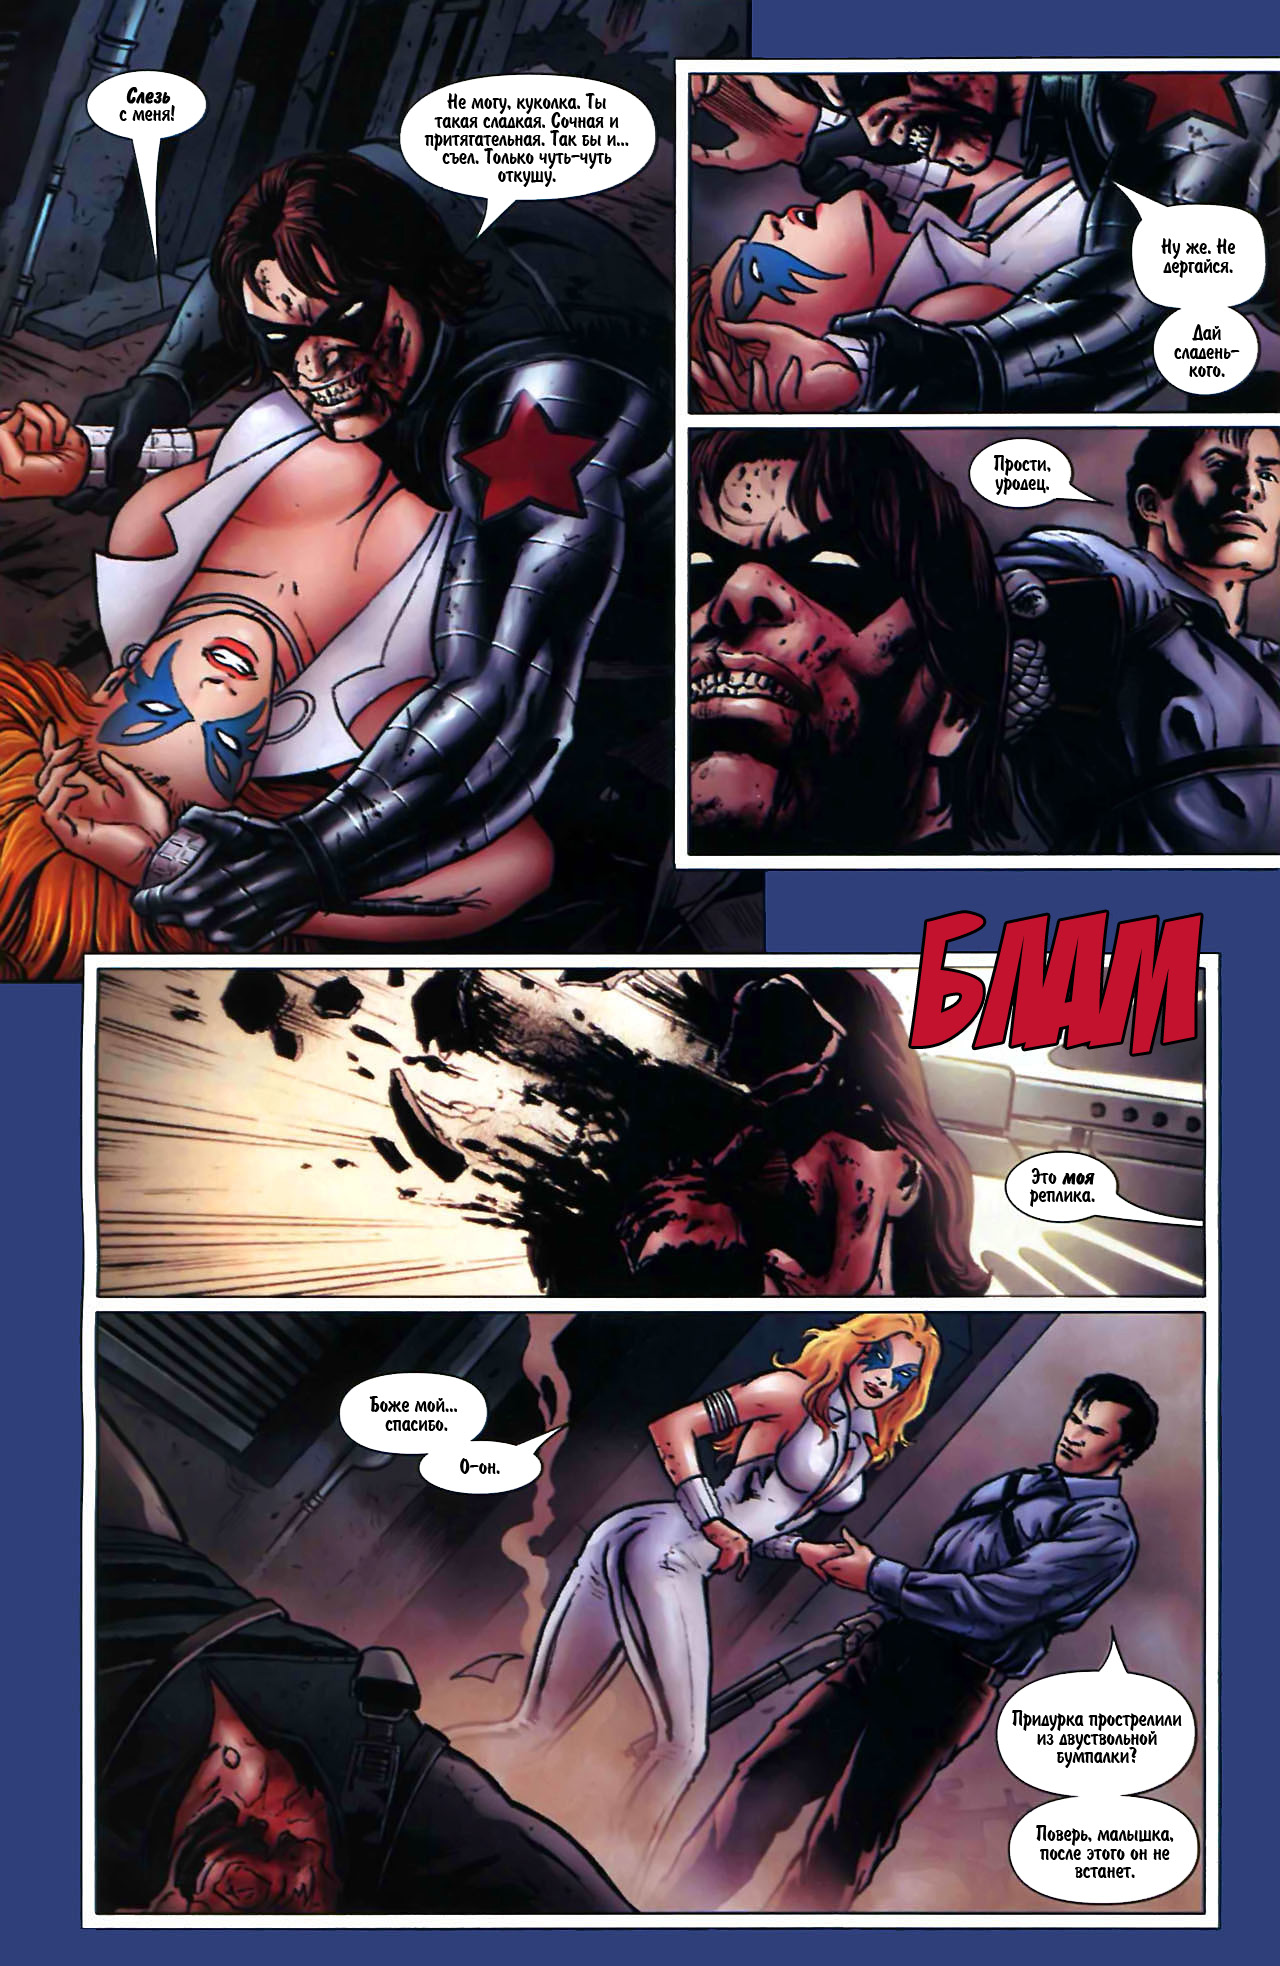 Слезь
с меня!
Не могу, куколка. Ты
такая сладкая. Сочная и
притягательная. Так бы и...
съел. Только чуть-чуть
откушу.
Ну же. Не
дергайся.
Дай
сладень-
кого.
Прости,
уродец.
БЛАМ
Это моя
реплика.
Боже мой...
спасибо.
О-он.
Придурка прострелили
из двуствольной
бумпалки?
Поверь, малышка,
после этого он не
встанет.